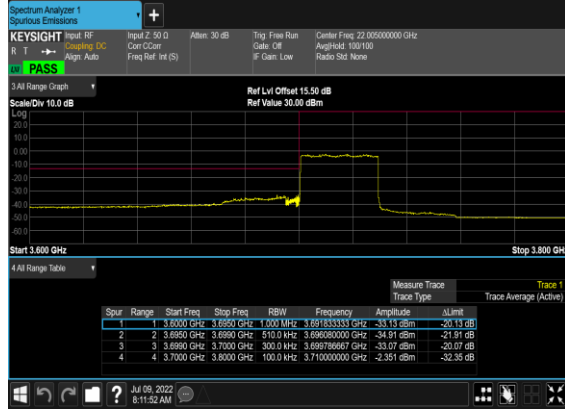 Spectrum Analyzer 1
Spurious Emissions
KEYSIGHT Input: RF Input Z: 50 Ω Atten: 30 dB Trig: Free Run Center Freq: 22.005000000 GHz
R T Coupling: DC Corr CCorr Gate: Off Avg|Hold: 100/100
Align: Auto Freq Ref: Int (S) IF Gain: Low Radio Std: None
PASS
3 All Range Graph
Ref Lvl Offset 15.50 dB
Scale/Div 10.0 dB Ref Value 30.00 dBm
Log
20.0
10.0
0.00
-10.0
-20.0
-30.0
-40.0
-50.0
-60.0
Start 3.600 GHz Stop 3.800 GH
4 All Range Table
Measure Trace Trace 1
Trace Type Trace Average (Active)
Spur Range Start Freq Stop Freq RBW Frequency Amplitude ΔLimit
1 1 3.6000 GHz 3.6950 GHz 1.000 MHz 3.691833333 GHz -33.13 dBm -20.13 dB
2 2 3.6950 GHz 3.6990 GHz 510.0 kHz 3.696080000 GHz -34.91 dBm -21.91 dB
3 3 3.6990 GHz 3.7000 GHz 300.0 kHz 3.699786667 GHz -33.07 dBm -20.07 dB
4 4 3.7000 GHz 3.8000 GHz 100.0 kHz 3.710000000 GHz -2.351 dBm -32.35 dB
Jul 09, 2022
8:11:52 AM